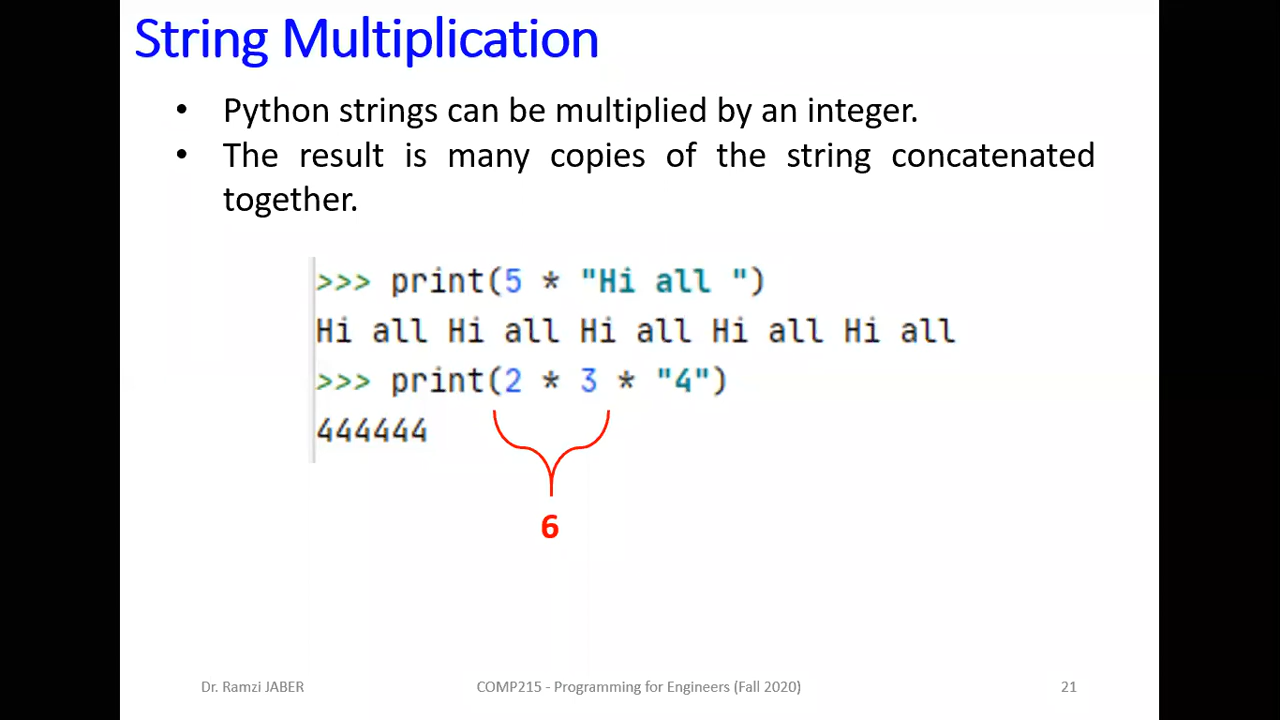 String Multiplication
• Python strings can be multiplied by an integer.
• The result is many copies of the string concatenated
together.
>>> print(5 * "Hi all ")
Hi all Hi all Hi all Hi all Hi all
>>> print(2 * 3 * "4")
444444
6
Dr. Ramzi JABER COMP215 - Programming for Engineers (Fall 2020) 21